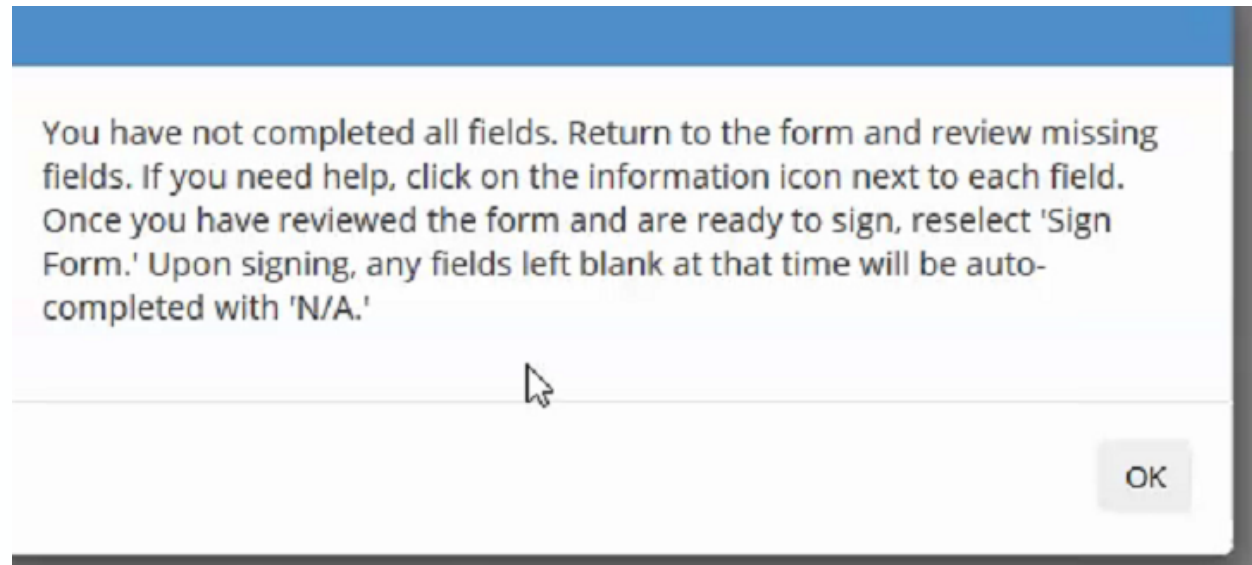 You have not completed all fields. Return to the form and review missing
fields. If you need help, click on the information icon next to each field.
Once you have reviewed the form and are ready to sign, reselect 'Sign
Form.' Upon signing, any fields left blank at that time will be auto-
completed with 'N/A.'
OK